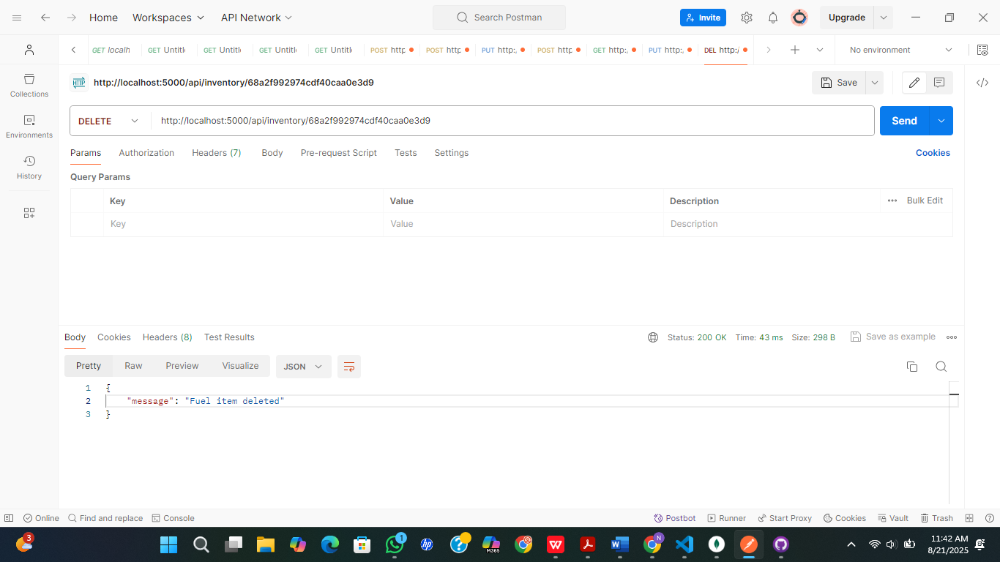 Home Workspaces API Network Search Postman Invite Upgrade
GET localh GET Untitl GET Untitl GET Untitl GET Untitl POST http POST http PUT http:, POST http GET http:, PUT http:, DEL http:/ No environment
HTTP http://localhost:5000/api/inventory/68a2f992974cdf40caa0e3d9 Save
DELETE http://localhost:5000/api/inventory/68a2f992974cdf40caa0e3d9 Send
Collections
Environments
History
Params Authorization Headers (7) Body Pre-request Script Tests Settings Cookies
Query Params
Key Value Description Bulk Edit
Key Value Description
Body Cookies Headers (8) Test Results Status: 200 OK Time: 43 ms Size: 298 B Save as example
Pretty Raw Preview Visualize JSON
1 {
2 "message": "Fuel item deleted"
3 }
Online Find and replace Console Postbot Runner Start Proxy Cookies Vault Trash
3 1 hp M365 W W N 11:42 AM
8/21/2025